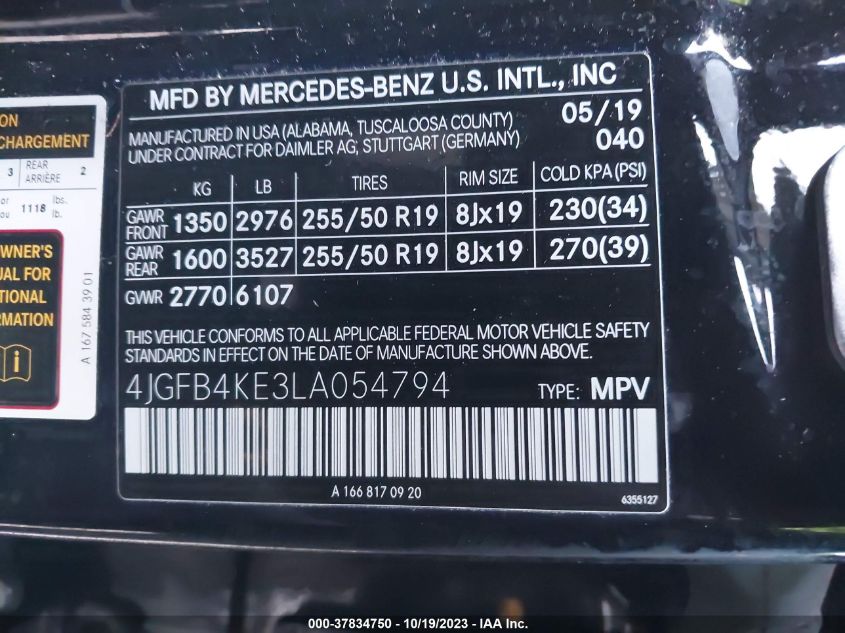 MFD BY MERCEDES-BENZ U.S. INTL., INC
MANUFACTURED IN USA (ALABAMA, TUSCALOOSA COUNTY) 05/19
UNDER CONTRACT FOR DAIMLER AG; STUTTGART (GERMANY) 040
KG LB TIRES RIM SIZE COLD KPA (PSI)
GAWR FRONT 1350 2976 255/50 R19 8Jx19 230(34)
GAWR REAR 1600 3527 255/50 R19 8Jx19 270(39)
GVWR 2770 6107
THIS VEHICLE CONFORMS TO ALL APPLICABLE FEDERAL MOTOR VEHICLE SAFETY
STANDARDS IN EFFECT ON THE DATE OF MANUFACTURE SHOWN ABOVE.
4JGFB4KE3LA054794 TYPE: MPV
A 166 817 09 20
6355127
ON
CHARGEMENT
3 REAR ARRIÈRE 2
or 1118 lbs.
ou lb.
OWNER'S
UAL FOR
TIONAL
RMATION
A 167 584 39 01
000-37834750 - 10/19/2023 - IAA Inc.